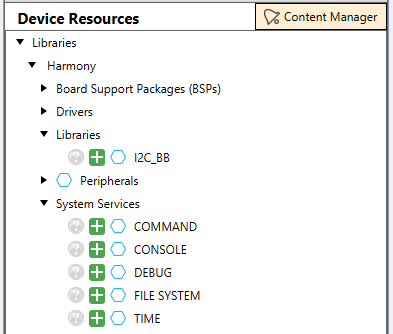 Device Resources
Content Manager
Libraries
Harmony
Board Support Packages (BSPs)
Drivers
Libraries
? I2C_BB
Peripherals
System Services
? COMMAND
? CONSOLE
? DEBUG
? FILE SYSTEM
? TIME